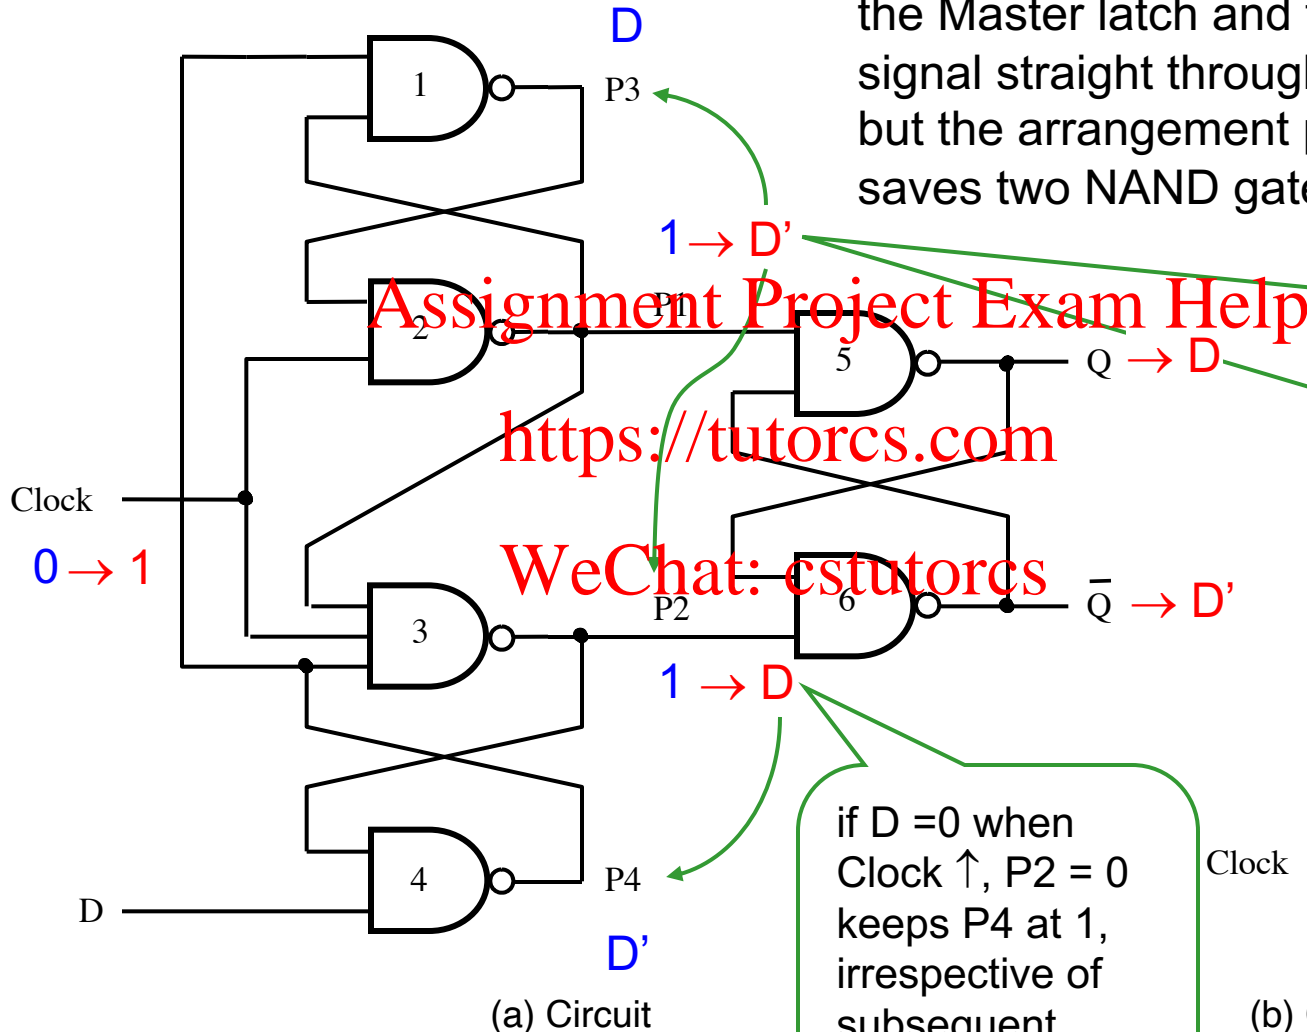 D
the Master latch and
signal straight through
but the arrangement
saves two NAND gate
1
P3
1 → D’
Assignment Project Exam Help
P1
2
5
Q → D
https://tutorcs.com
Clock
0 → 1
WeChat: cstutorcs
P2
6
Q → D’
3
1 → D
if D =0 when
Clock ↑, P2 = 0
keeps P4 at 1,
irrespective of
subsequent
Clock
4
P4
D
D’
(a) Circuit
(b)